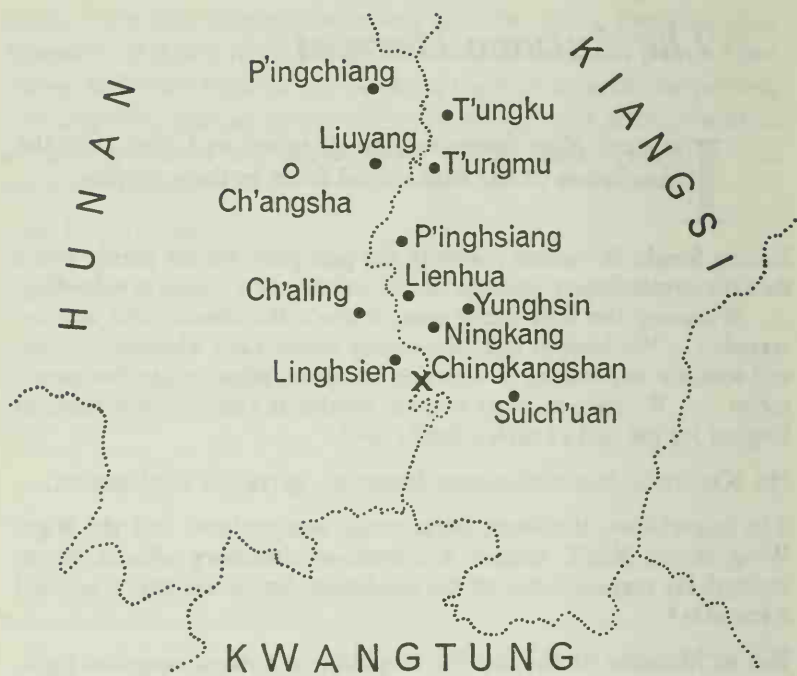 HUNAN
KIANGSI
P'ingchiang
T'ungku
Liuyang
T'ungmu
Ch'angsha
P'inghsiang
Lienhua
Ch'aling
Yunghsin
Ningkang
Linghsien
X Chingkangshan
Suich'uan
KWANGTUNG